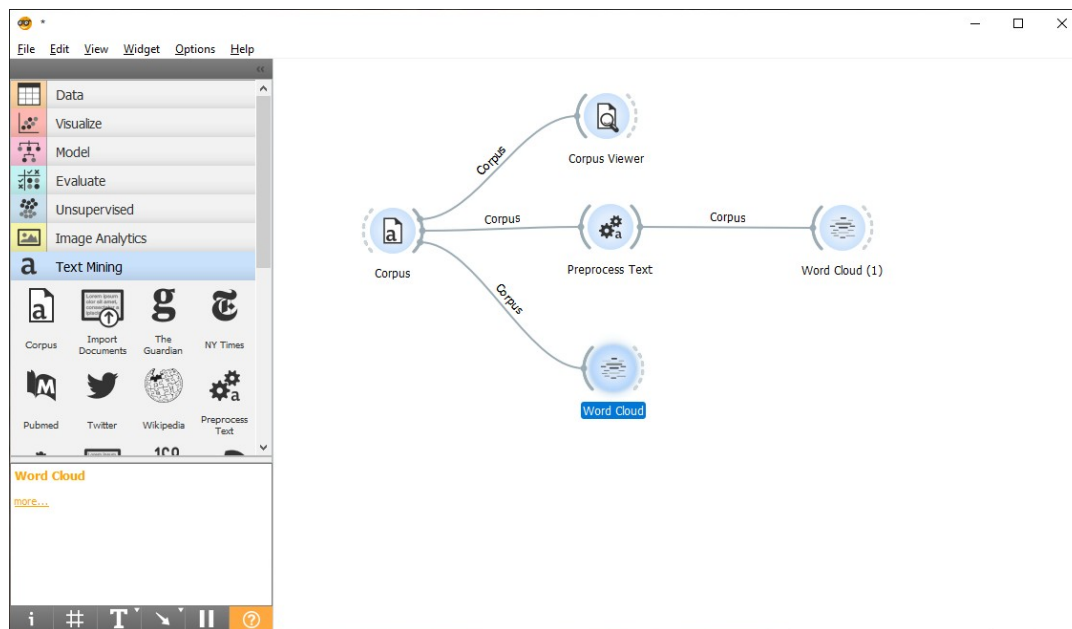 File Edit View Widget Options Help
Data
Visualize
Model
Evaluate
Unsupervised
Image Analytics
a Text Mining
Corpus
Import
Documents
The
Guardian
NY Times
Pubmed
Twitter
Wikipedia
Preprocess
Text
Word Cloud
more...
Corpus
Corpus Viewer
Corpus
Corpus
Preprocess Text
Corpus
Word Cloud (1)
Corpus
Word Cloud